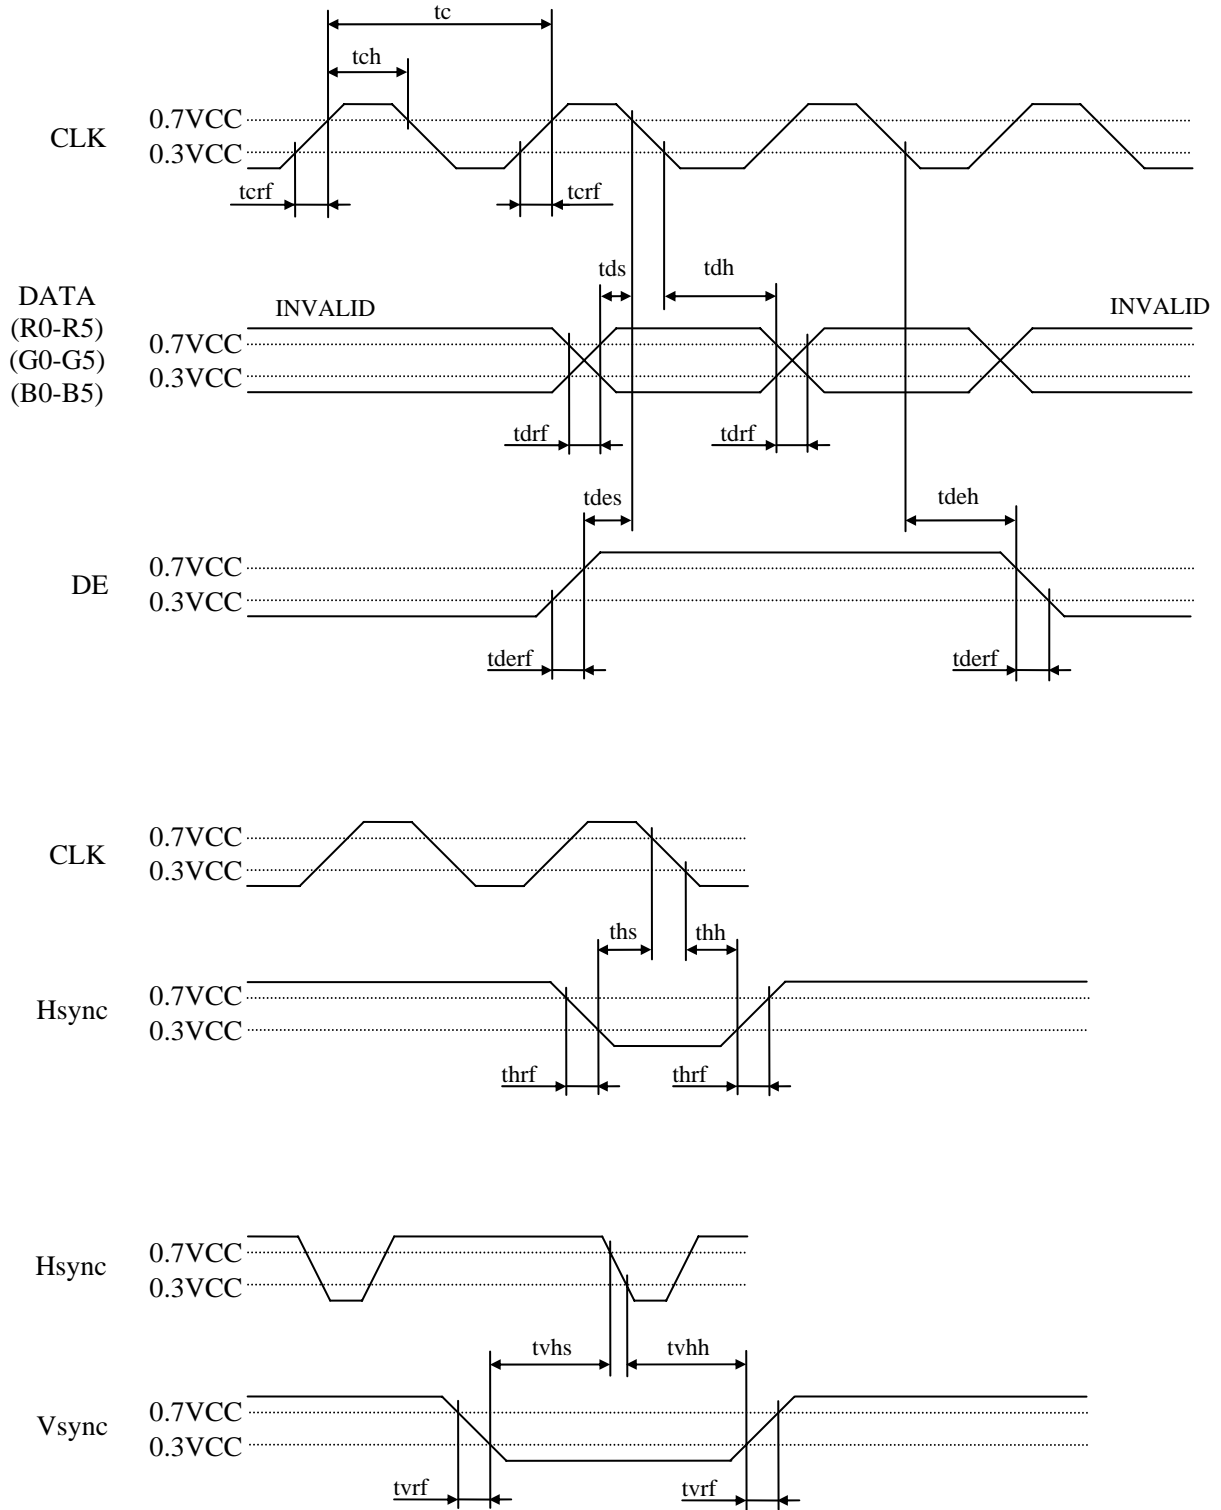 tc
tch
0.7VCC
CLK
0.3VCC
tcrf
tcrf
tds
tdh
DATA
(R0-R5)
(G0-G5)
(B0-B5)
INVALID
INVALID
0.7VCC
0.3VCC
tdrf
tdrf
tdes
tdeh
0.7VCC
DE
0.3VCC
tderf
tderf
0.7VCC
CLK
0.3VCC
ths
thh
0.7VCC
Hsync
0.3VCC
thrf
thrf
0.7VCC
Hsync
0.3VCC
tvhs
tvhh
0.7VCC
Vsync
0.3VCC
tvrf
tvrf